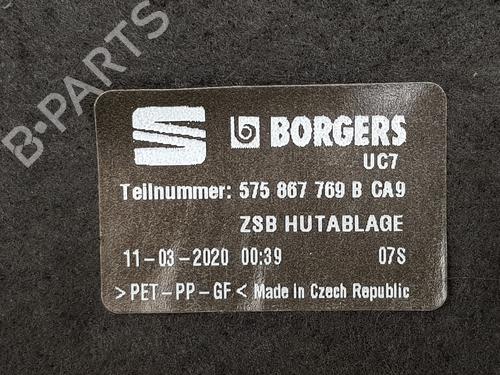 B-PARTS
BORGERS
UC7
Teilnummer: 575 867 769 B CA9
ZSB HUTABLAGE
11-03-2020 00:39 07S
>PET-PP-GF< Made in Czech Republic